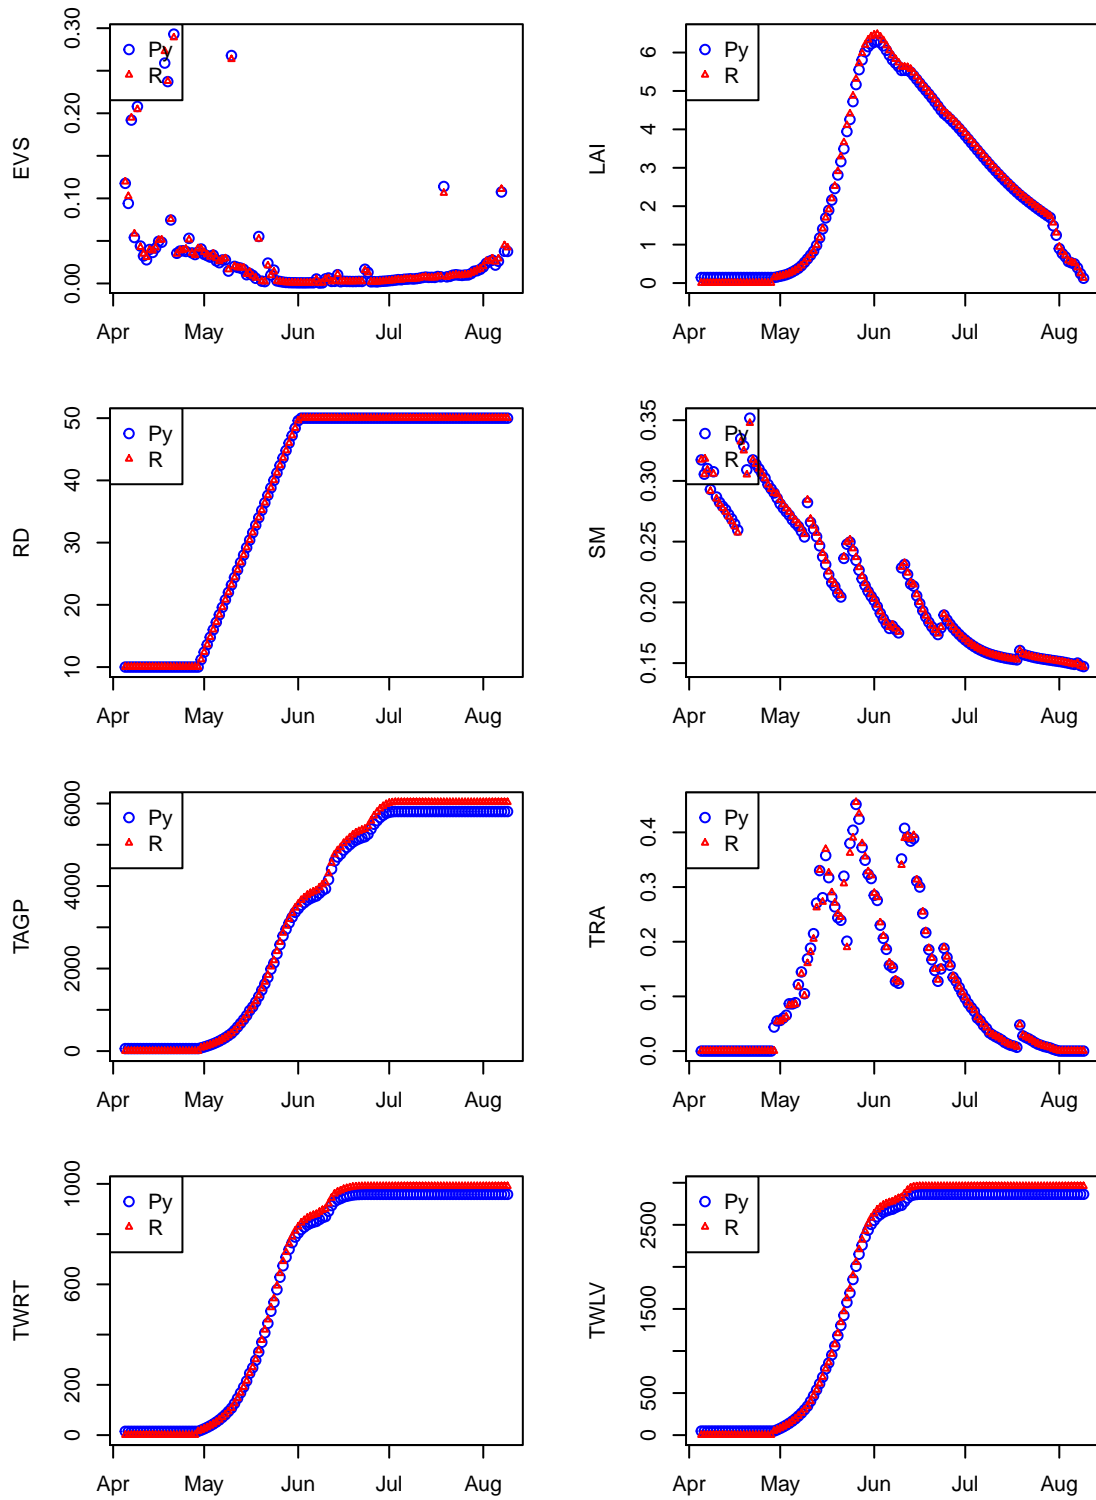 EVS
0.00 0.10 0.20 0.30
Py
R
Apr May Jun Jul Aug
LAI
0 1 2 3 4 5 6
Py
R
Apr May Jun Jul Aug
RD
10 20 30 40 50
Py
R
Apr May Jun Jul Aug
SM
0.15 0.20 0.25 0.30 0.35
Py
R
Apr May Jun Jul Aug
TAGP
0 2000 4000 6000
Py
R
Apr May Jun Jul Aug
TRA
0.0 0.1 0.2 0.3 0.4
Py
R
Apr May Jun Jul Aug
TWRT
0 200 600 1000
Py
R
Apr May Jun Jul Aug
TWLV
0 500 1500 2500
Py
R
Apr May Jun Jul Aug